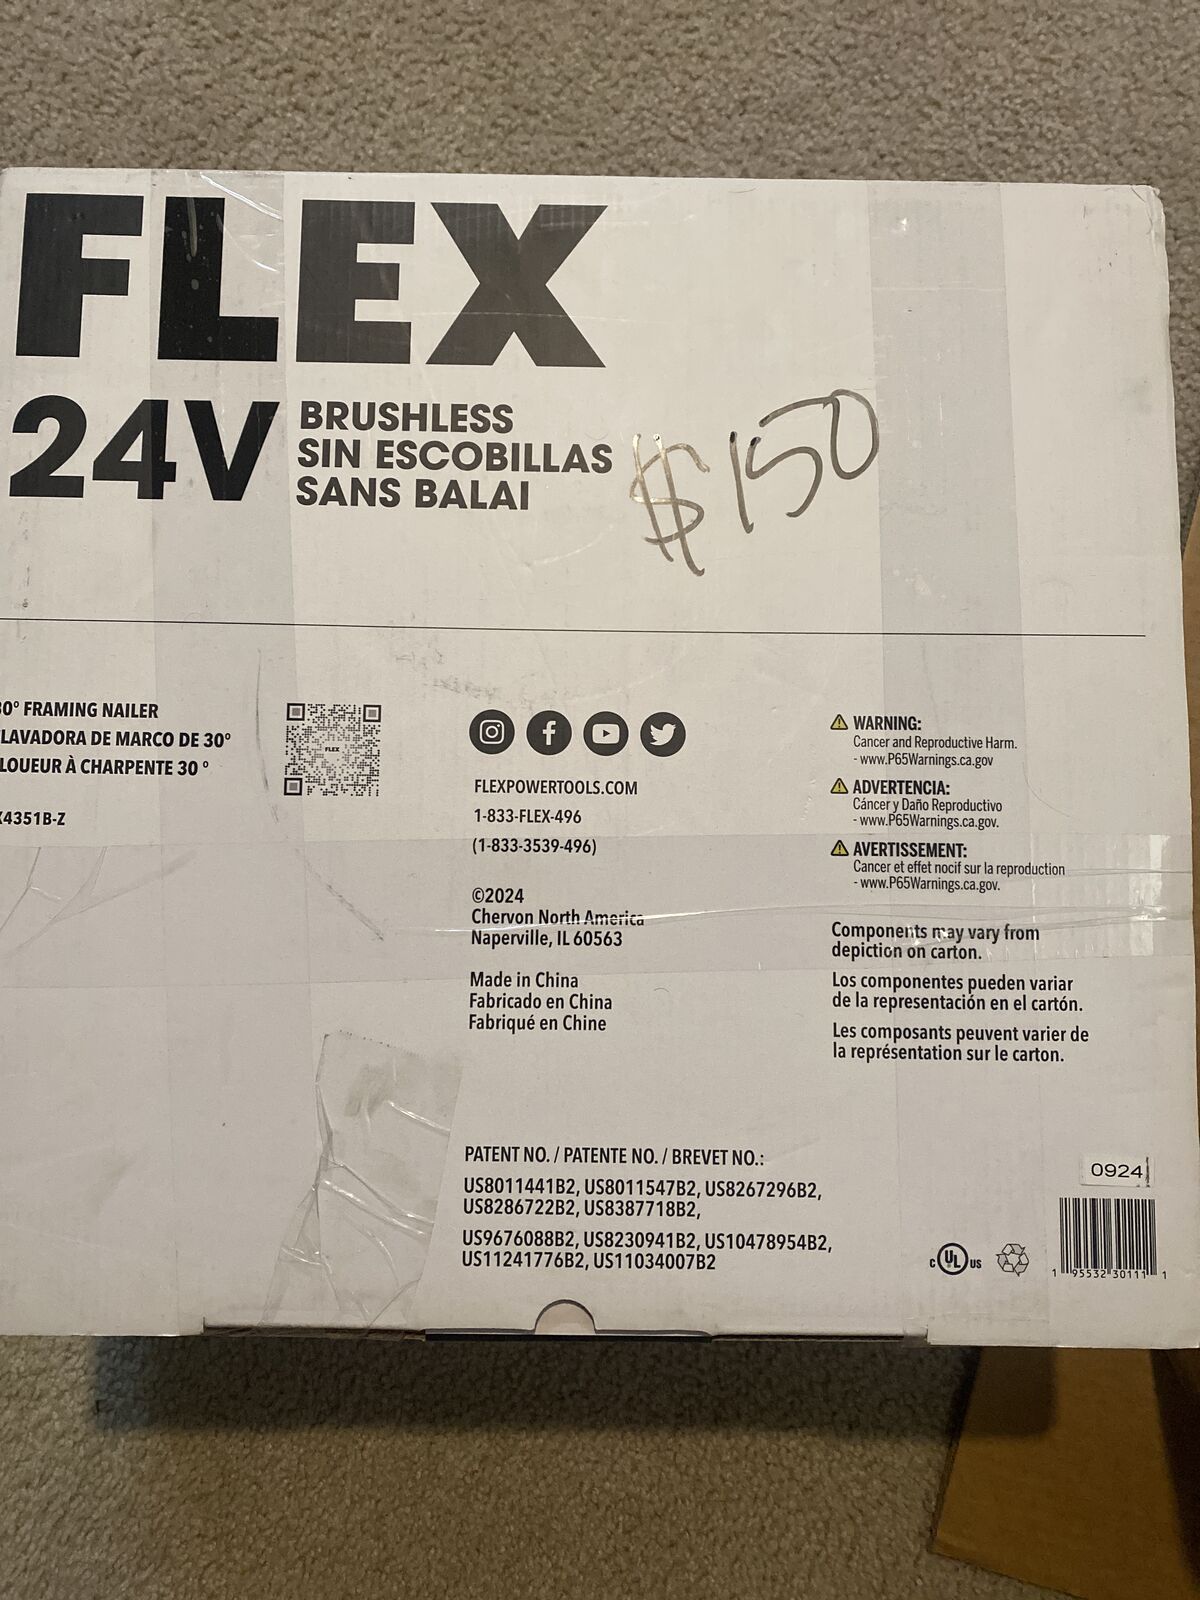 FLEX
24V
BRUSHLESS
SIN ESCOBILLAS
SANS BALAI
$150
30° FRAMING NAILER
LAVADORA DE MARCO DE 30°
LOUEUR À CHARPENTE 30 °
4351B-Z
FLEX
FLEXPOWERTOOLS.COM
1-833-FLEX-496
(1-833-3539-496)
©2024
Chervon North America
Naperville, IL 60563
Made in China
Fabricado en China
Fabriqué en Chine
WARNING:
Cancer and Reproductive Harm.
- www.P65Warnings.ca.gov
ADVERTENCIA:
Cáncer y Daño Reproductivo
- www.P65Warnings.ca.gov.
AVERTISSEMENT:
Cancer et effet nocif sur la reproduction
- www.P65Warnings.ca.gov.
Components may vary from
depiction on carton.
Los componentes pueden variar
de la representación en el cartón.
Les composants peuvent varier de
la représentation sur le carton.
PATENT NO. / PATENTE NO. / BREVET NO.:
US8011441B2, US8011547B2, US8267296B2,
US8286722B2, US8387718B2,
US9676088B2, US8230941B2, US10478954B2,
US11241776B2, US11034007B2
0924
C UL US
1 95532 30111 1